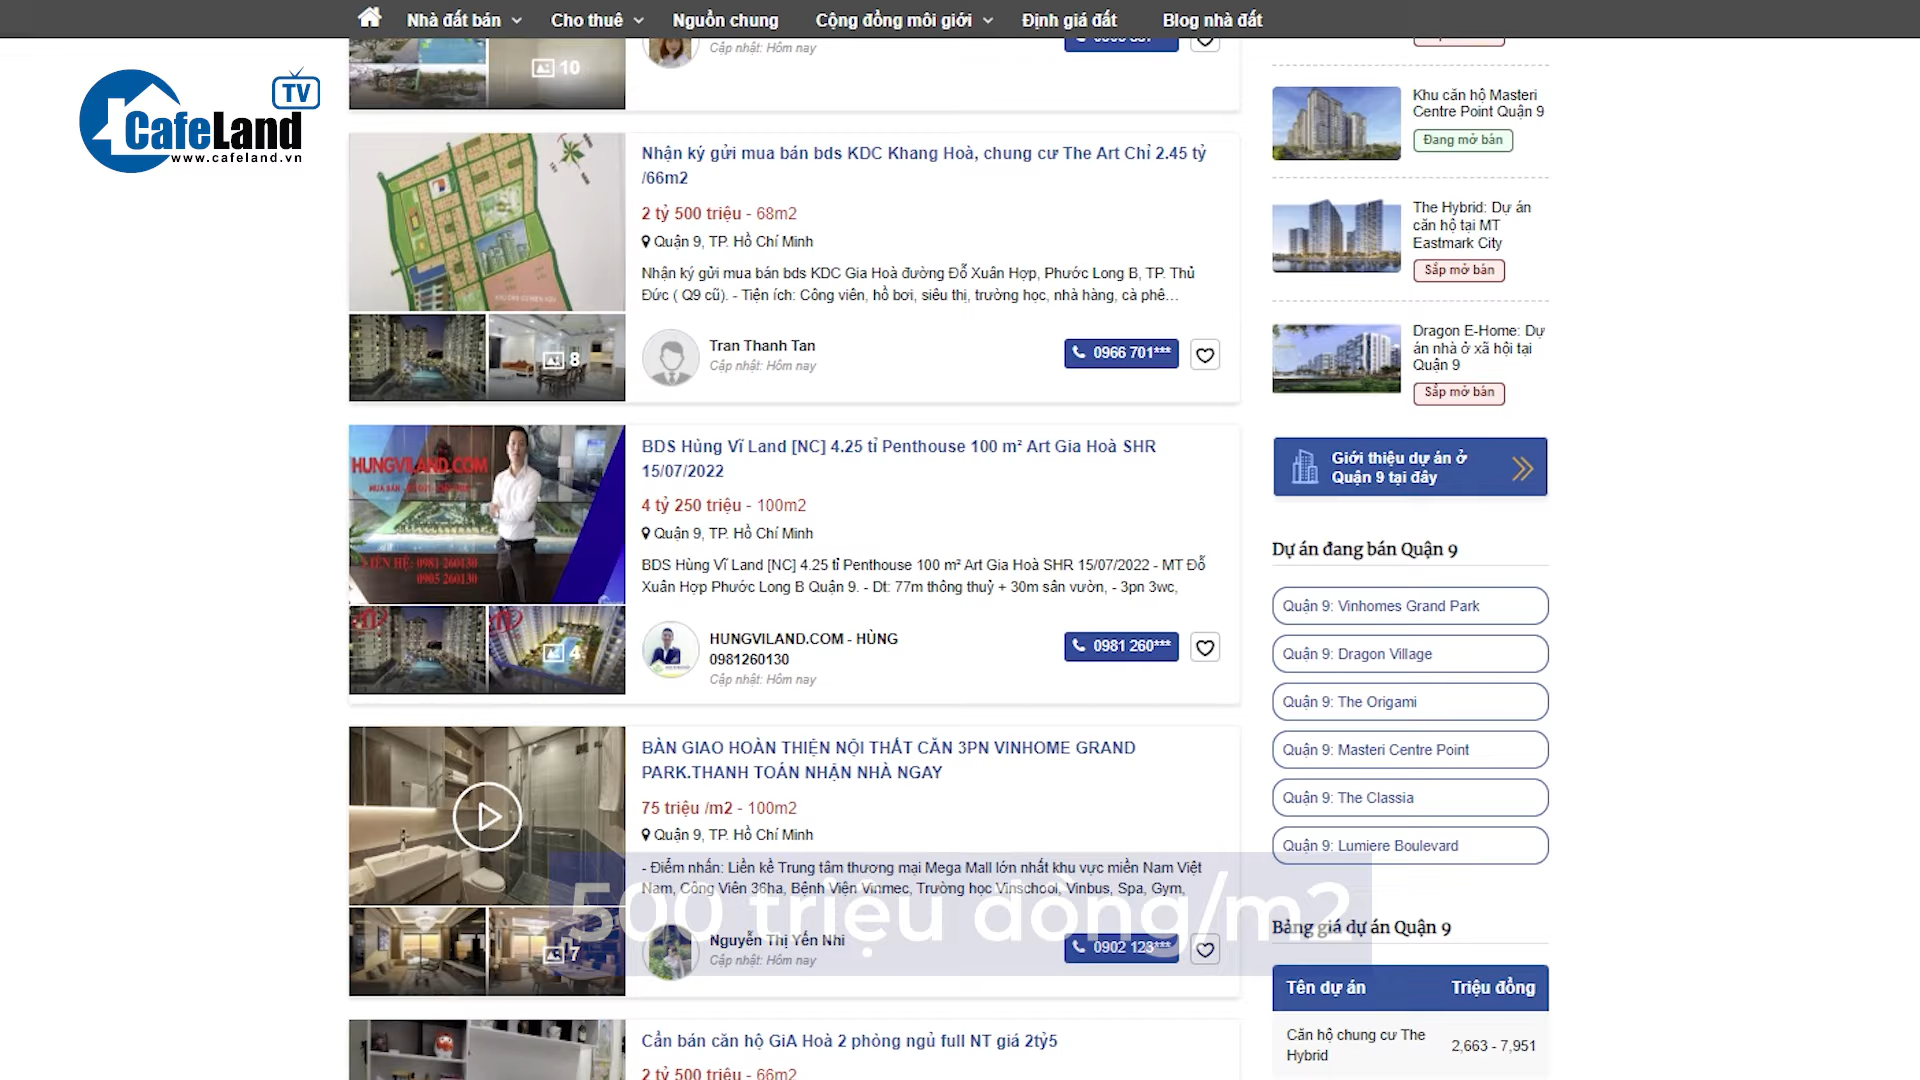 Nhà đất bán
Cho thuê
Nguồn chung
Cộng đồng môi giới
Định giá đất
Blog nhà đất
TV
CafeLand
www.cafeland.vn
Cập nhật: Hôm nay
10
Nhận ký gửi mua bán bds KDC Khang Hoà, chung cư The Art Chỉ 2.45 tỷ
/66m2
2 tỷ 500 triệu - 68m2
Quận 9, TP. Hồ Chí Minh
Nhận ký gửi mua bán bds KDC Gia Hoà đường Đỗ Xuân Hợp, Phước Long B, TP. Thủ
Đức ( Q9 cũ). - Tiện ích: Công viên, hồ bơi, siêu thị, trường học, nhà hàng, cà phê...
8
Tran Thanh Tan
Cập nhật: Hôm nay
0966 701***
HUNGVILAND.COM
LIÊN HỆ: 0981 260130
0905 260130
BDS Hùng Vĩ Land [NC] 4.25 tỉ Penthouse 100 m² Art Gia Hoà SHR
15/07/2022
4 tỷ 250 triệu - 100m2
Quận 9, TP. Hồ Chí Minh
BDS Hùng Vĩ Land [NC] 4.25 tỉ Penthouse 100 m² Art Gia Hoà SHR 15/07/2022 - MT Đỗ
Xuân Hợp Phước Long B Quận 9. - Dt: 77m thông thuỷ + 30m sân vườn, - 3pn 3wc,
4
HUNGVILAND.COM - HÙNG
0981260130
Cập nhật: Hôm nay
0981 260***
BÀN GIAO HOÀN THIỆN NỘI THẤT CĂN 3PN VINHOME GRAND
PARK.THANH TOÁN NHẬN NHÀ NGAY
75 triệu /m2 - 100m2
Quận 9, TP. Hồ Chí Minh
- Điểm nhấn: Liền kề Trung tâm thương mại Mega Mall lớn nhất khu vực miền Nam Việt
Nam, Công Viên 36ha, Bệnh Viện Vinmec, Trường học Vinschool, Vinbus, Spa, Gym,
500 triệu đồng/m2
7
Nguyễn Thị Yến Nhi
Cập nhật: Hôm nay
0902 123***
Cần bán căn hộ GiA Hoà 2 phòng ngủ full NT giá 2tỷ5
2 tỷ 500 triệu - 66m2
Khu căn hộ Masteri
Centre Point Quận 9
Đang mở bán
The Hybrid: Dự án
căn hộ tại MT
Eastmark City
Sắp mở bán
Dragon E-Home: Dự
án nhà ở xã hội tại
Quận 9
Sắp mở bán
Giới thiệu dự án ở
Quận 9 tại đây
Dự án đang bán Quận 9
Quận 9: Vinhomes Grand Park
Quận 9: Dragon Village
Quận 9: The Origami
Quận 9: Masteri Centre Point
Quận 9: The Classia
Quận 9: Lumiere Boulevard
Bảng giá dự án Quận 9
Tên dự án
Triệu đồng
Căn hộ chung cư The
Hybrid
2,663 - 7,951